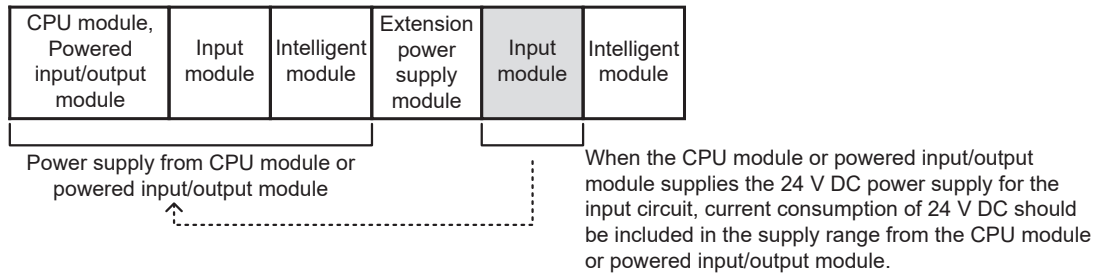 CPU module,
Powered
input/output
module
Input
module
Intelligent
module
Extension
power
supply
module
Input
module
Intelligent
module
Power supply from CPU module or
powered input/output module
When the CPU module or powered input/output
module supplies the 24 V DC power supply for the
input circuit, current consumption of 24 V DC should
be included in the supply range from the CPU module
or powered input/output module.